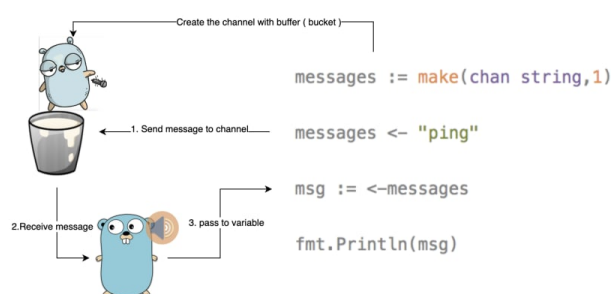 Create the channel with buffer ( bucket )
messages := make(chan string,1)
1. Send message to channel
messages <- "ping"
msg := <-messages
2.Receive message
3. pass to variable
fmt.Println(msg)